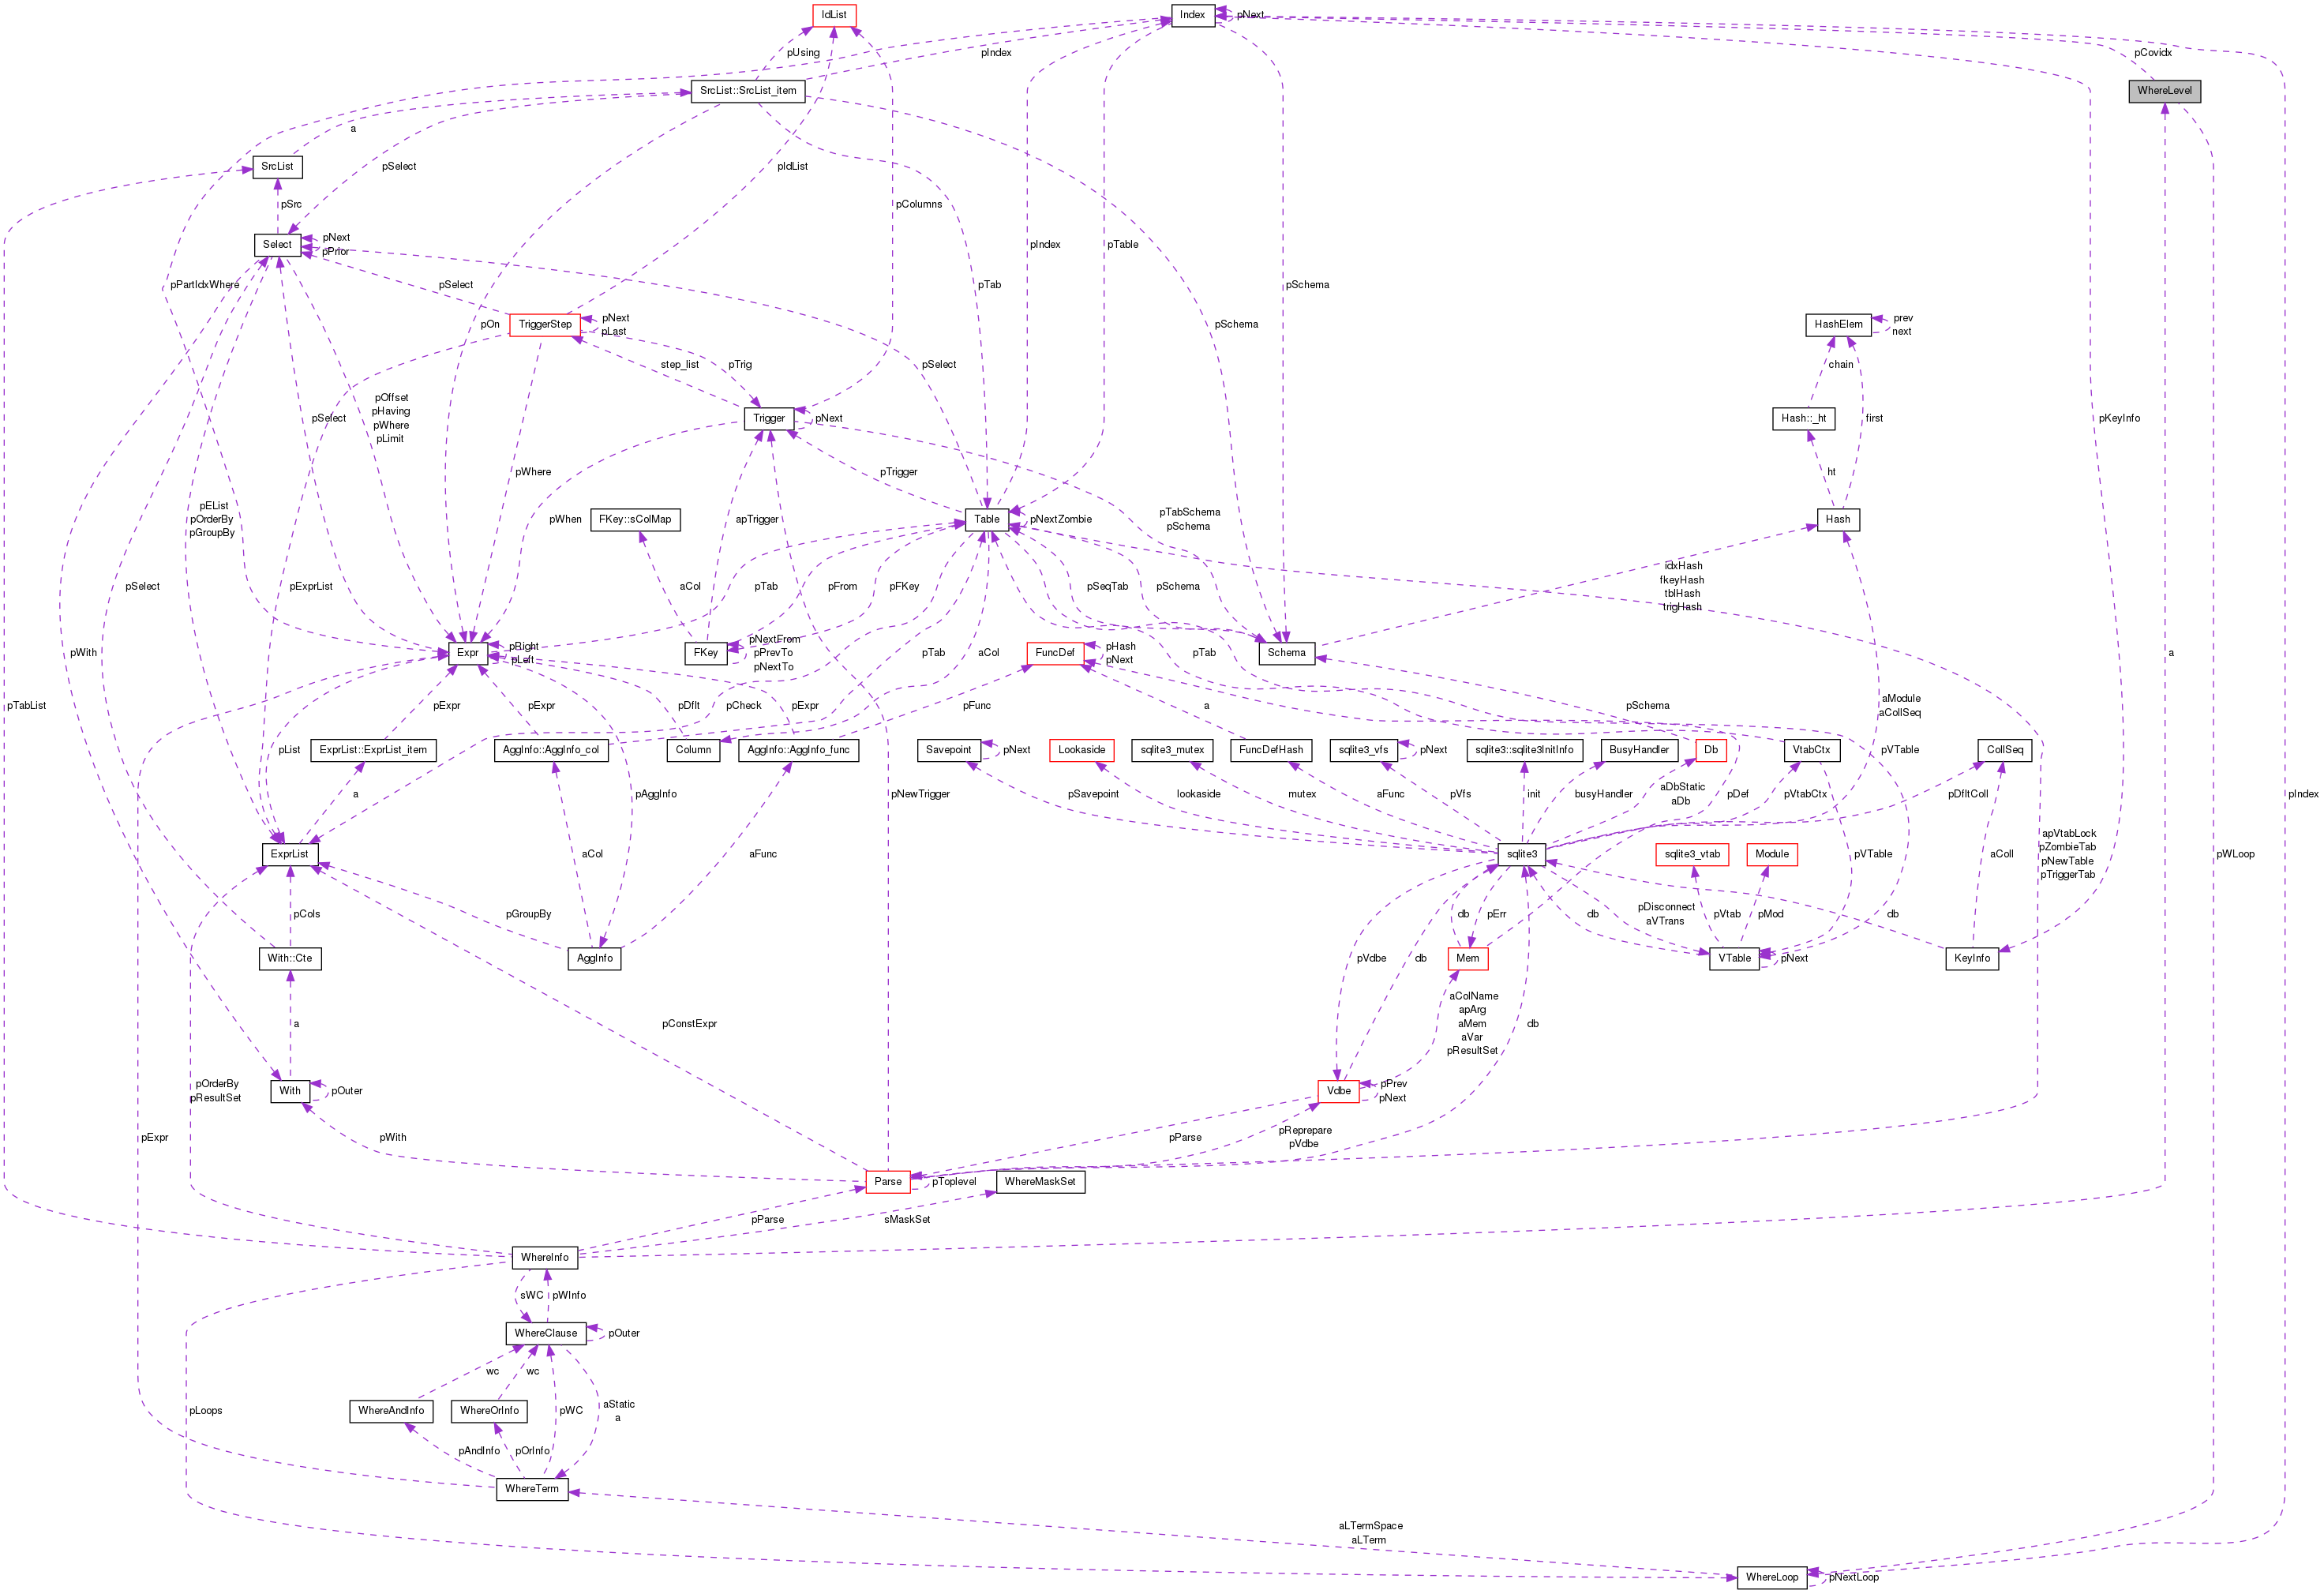 IdList
Index
pNext
pUsing
pIndex
pCovidx
SrcList::SrcList_item
WhereLevel
a
SrcList
pSelect
pIdList
pKeyInfo
pSrc
pColumns
Select
pNext
pPrior
pIndex
pTable
pPartIdxWhere
pSelect
pTab
pSchema
TriggerStep
pNext
pLast
pOn
pSchema
HashElem
prev
next
step_list
pTrig
pSelect
chain
pOffset
pHaving
pWhere
pLimit
pSelect
Trigger
pNext
Hash::_ht
first
pWhere
pTrigger
ht
pEList
pOrderBy
pGroupBy
FKey::sColMap
pWhen
apTrigger
Table
pNextZombie
pTabSchema
pSchema
Hash
pSelect
pExprList
aCol
pTab
pFrom
pFKey
pSeqTab
pSchema
idxHash
fkeyHash
tblHash
trigHash
pWith
Expr
pRight
pLeft
FKey
pNextFrom
pPrevTo
pNextTo
pTab
aCol
FuncDef
pHash
pNext
pTab
Schema
pTabList
pExpr
pExpr
pDflt
pCheck
pExpr
pFunc
a
pSchema
aModule
aCollSeq
pList
ExprList::ExprList_item
AggInfo::AggInfo_col
Column
AggInfo::AggInfo_func
Savepoint
pNext
Lookaside
sqlite3_mutex
FuncDefHash
sqlite3_vfs
pNext
sqlite3::sqlite3InitInfo
BusyHandler
Db
VtabCtx
pVTable
CollSeq
a
pAggInfo
pNewTrigger
pSavepoint
lookaside
mutex
aFunc
pVfs
init
busyHandler
aDbStatic
aDb
pDef
pVtabCtx
pDfltColl
pIndex
ExprList
aCol
aFunc
sqlite3
sqlite3_vtab
Module
pVTable
aColl
apVtabLock
pZombieTab
pNewTable
pTriggerTab
pWLoop
pCols
pGroupBy
db
pErr
db
pDisconnect
aVTrans
pVtab
pMod
db
With::Cte
AggInfo
pVdbe
db
Mem
VTable
pNext
KeyInfo
a
pConstExpr
aColName
apArg
aMem
aVar
pResultSet
db
pOrderBy
pResultSet
With
pOuter
Vdbe
pPrev
pNext
pExpr
pWith
pParse
pReprepare
pVdbe
Parse
pToplevel
WhereMaskSet
pParse
sMaskSet
WhereInfo
sWC
pWInfo
WhereClause
pOuter
wc
wc
pLoops
WhereAndInfo
WhereOrInfo
pWC
aStatic
a
pAndInfo
pOrInfo
WhereTerm
aLTermSpace
aLTerm
WhereLoop
pNextLoop